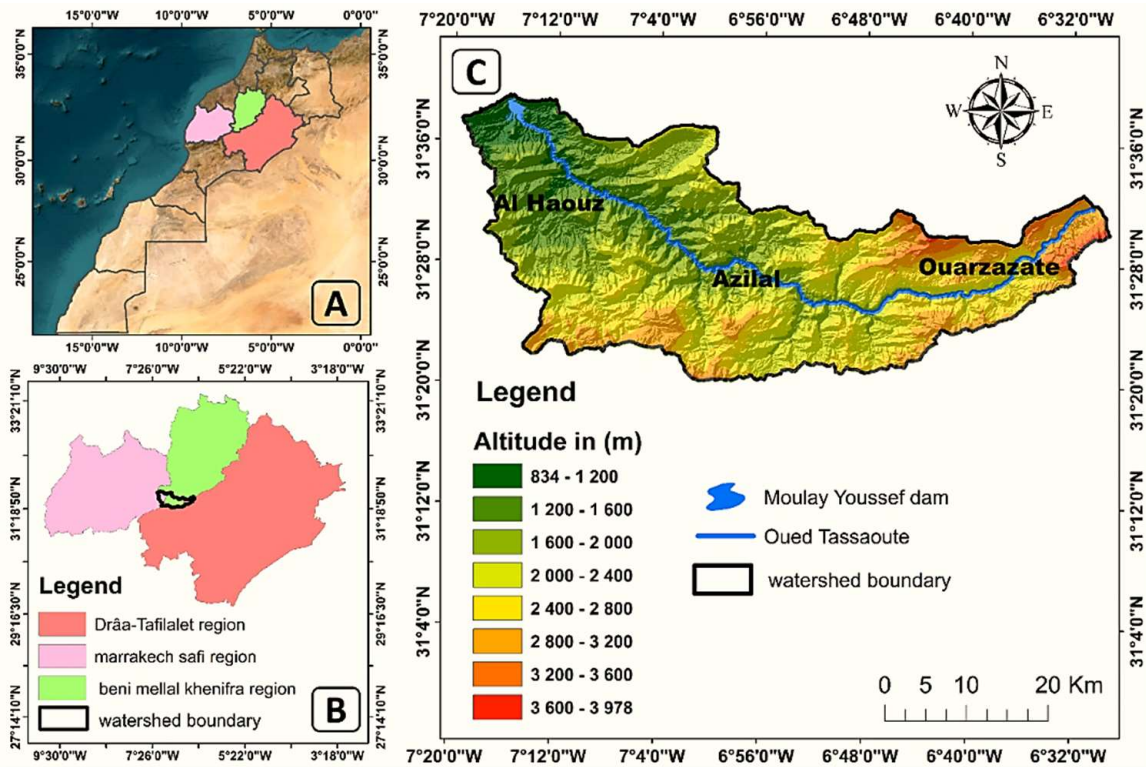 15°0'0"W 10°0'0"W 5°0'0"W 0°0'0"
35°0'0"N
30°0'0"N
25°0'0"N
35°0'0"N
30°0'0"N
25°0'0"N
A
15°0'0"W 10°0'0"W 5°0'0"W 0°0'0"
9°30'0"W 7°26'0"W 5°22'0"W 3°18'0"W
33°21'10"N
31°18'50"N
29°16'30"N
27°14'10"N
33°21'10"N
31°18'50"N
29°16'30"N
27°14'10"N
Legend
Drâa-Tafilalet region
marrakech safi region
beni mellal khenifra region
watershed boundary
B
9°30'0"W 7°26'0"W 5°22'0"W 3°18'0"W
7°20'0"W 7°12'0"W 7°4'0"W 6°56'0"W 6°48'0"W 6°40'0"W 6°32'0"W
C
N
W E
S
31°36'0"N
31°28'0"N
31°20'0"N
31°12'0"N
31°4'0"N
31°36'0"N
31°28'0"N
31°20'0"N
31°12'0"N
31°4'0"N
Al Haouz
Azilal
Ouarzazate
Legend
Altitude in (m)
834 - 1 200
1 200 - 1 600
1 600 - 2 000
2 000 - 2 400
2 400 - 2 800
2 800 - 3 200
3 200 - 3 600
3 600 - 3 978
Moulay Youssef dam
Oued Tassaoute
watershed boundary
0 5 10 20 Km
7°20'0"W 7°12'0"W 7°4'0"W 6°56'0"W 6°48'0"W 6°40'0"W 6°32'0"W